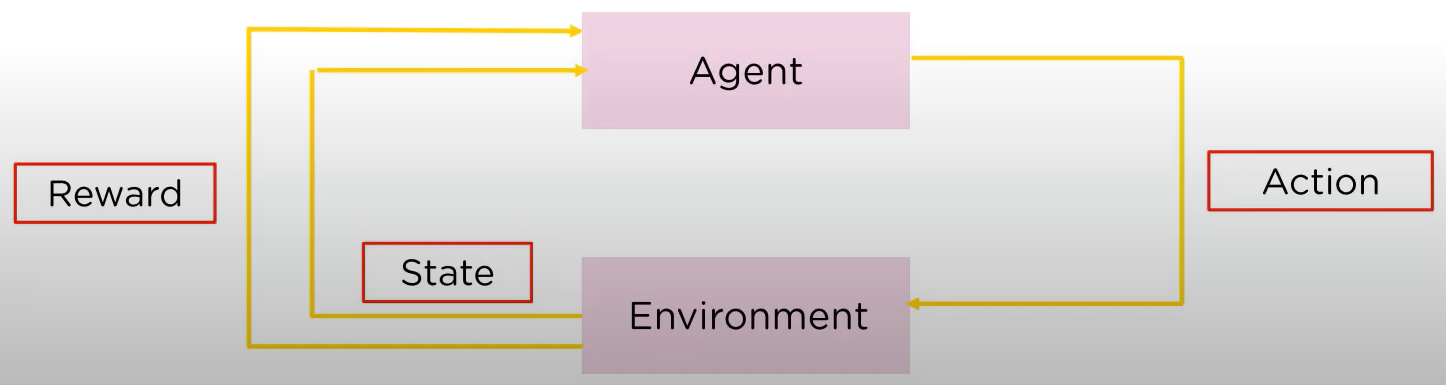 Agent
Reward
Action
State
Environment